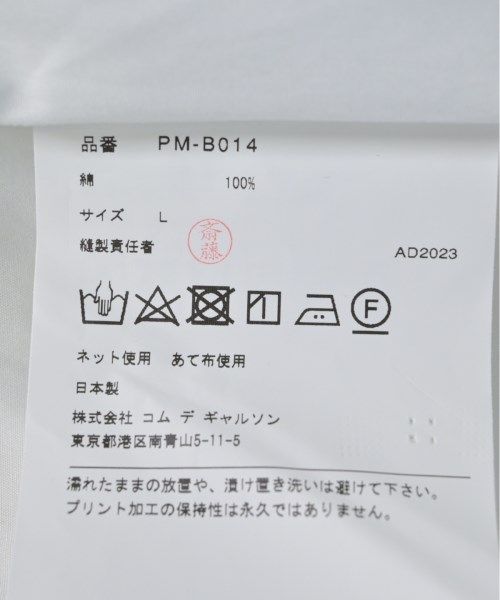 品番 PM-B014
綿 100%
サイズ L
縫製責任者 斎藤 AD2023
F
ネット使用 あて布使用
日本製
株式会社 コム デ ギャルソン
東京都港区南青山5-11-5
濡れたままの放置や、漬け置き洗いは避けて下さい。
プリント加工の保持性は永久ではありません。